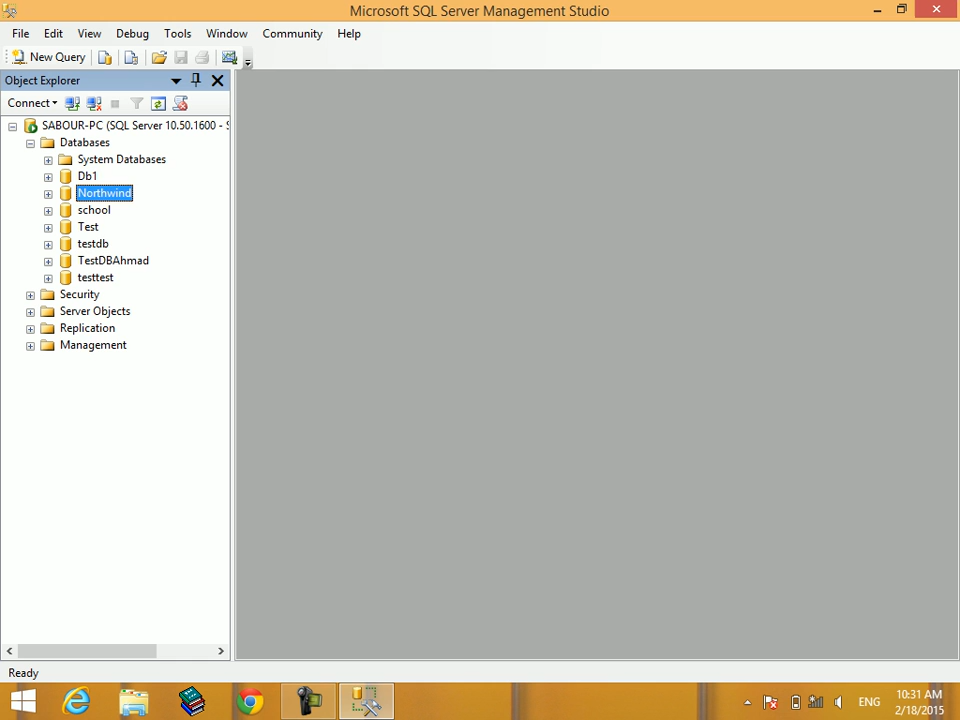 Microsoft SQL Server Management Studio
File Edit View Debug Tools Window Community Help
New Query
Object Explorer
Connect
SABOUR-PC (SQL Server 10.50.1600 - S
Databases
System Databases
Db1
Northwind
school
Test
testdb
TestDBAhmad
testtest
Security
Server Objects
Replication
Management
Ready
ENG
10:31 AM
2/18/2015